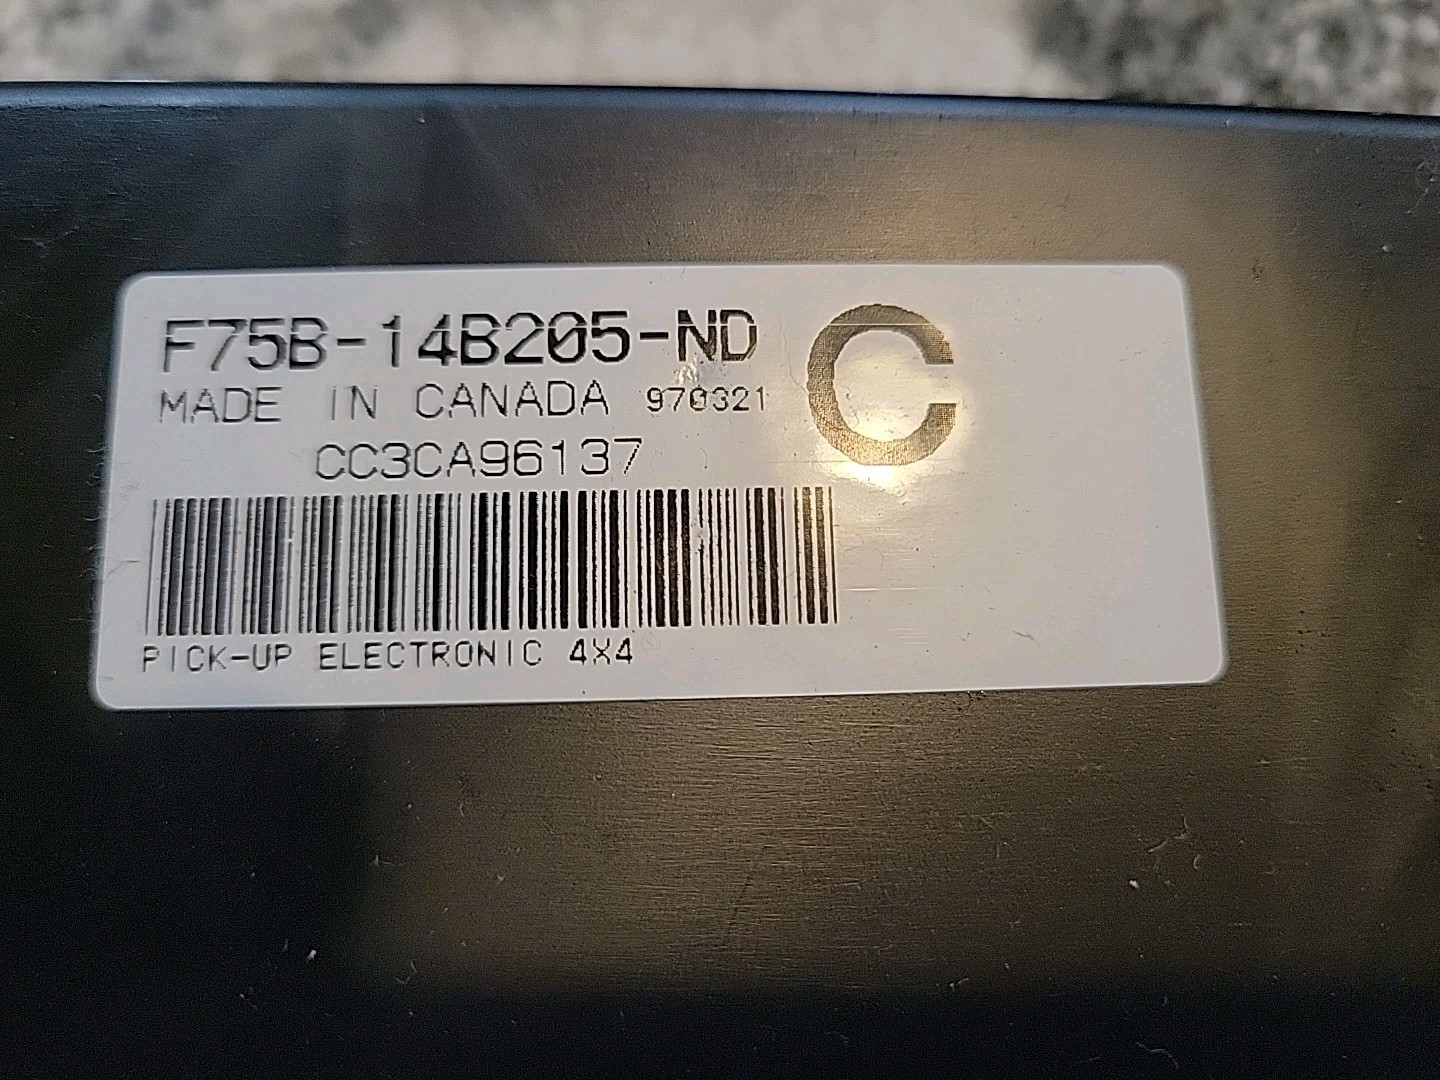 F75B-14B205-ND
MADE IN CANADA 970321
C
CC3CA96137
PICK-UP ELECTRONIC 4X4